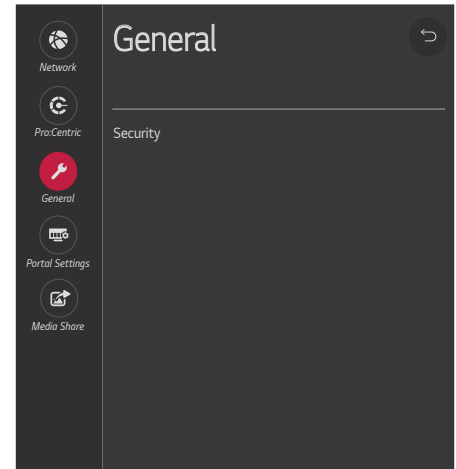 General
Security
Network
Pro:Centric
General
Portal Settings
Media Share